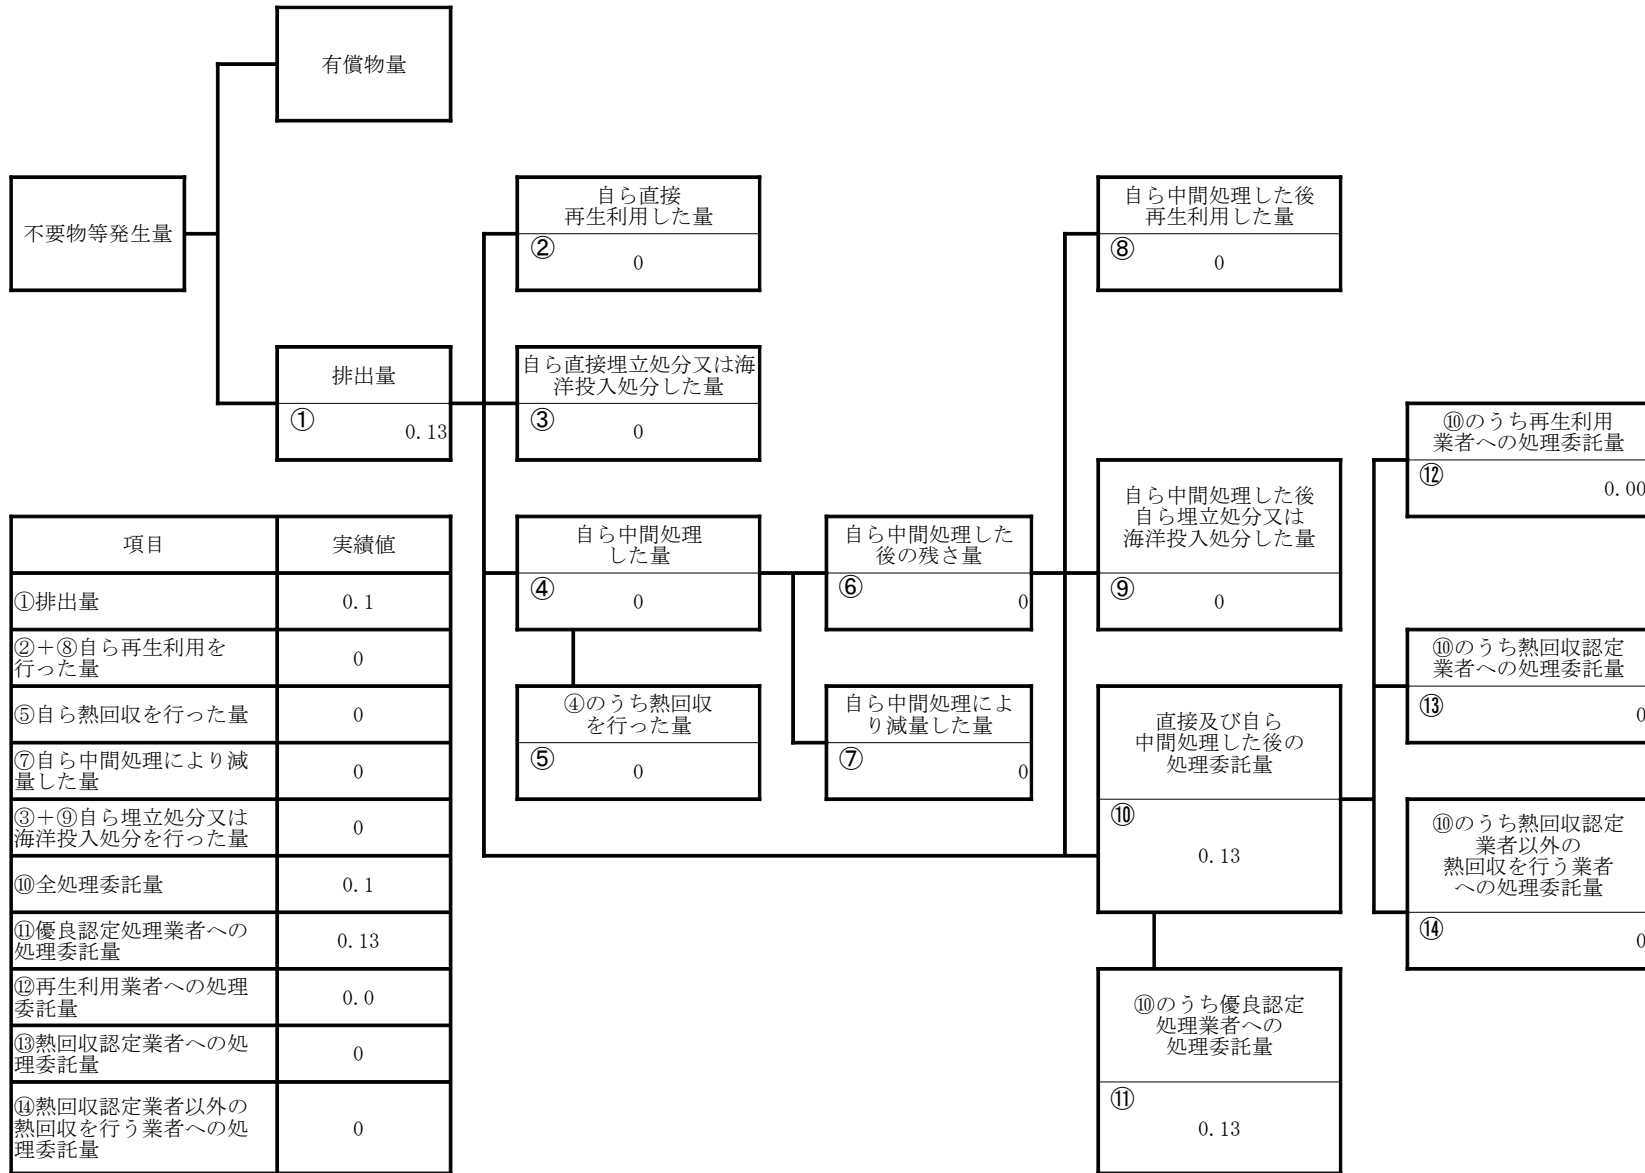 有償物量
不要物等発生量
自ら直接
再生利用した量
②
0
自ら中間処理した後
再生利用した量
⑧
0
排出量
①
0.13
自ら直接埋立処分又は海
洋投入処分した量
③
0
⑩のうち再生利用
業者への処理委託量
⑫
0.00
自ら中間処理した後
自ら埋立処分又は
海洋投入処分した量
⑨
0
自ら中間処理
した量
④
0
自ら中間処理した
後の残さ量
⑥
0
⑩のうち熱回収認定
業者への処理委託量
⑬
0
④のうち熱回収
を行った量
⑤
0
自ら中間処理によ
り減量した量
⑦
0
直接及び自ら
中間処理した後の
処理委託量
⑩
0.13
⑩のうち熱回収認定
業者以外の
熱回収を行う業者
への処理委託量
⑭
0
⑩のうち優良認定
処理業者への
処理委託量
⑪
0.13
項目 実績値
①排出量 0.1
②＋⑧自ら再生利用を
行った量 0
⑤自ら熱回収を行った量 0
⑦自ら中間処理により減
量した量 0
③＋⑨自ら埋立処分又は
海洋投入処分を行った量 0
⑩全処理委託量 0.1
⑪優良認定処理業者への
処理委託量 0.13
⑫再生利用業者への処理
委託量 0.0
⑬熱回収認定業者への処
理委託量 0
⑭熱回収認定業者以外の
熱回収を行う業者への処
理委託量 0